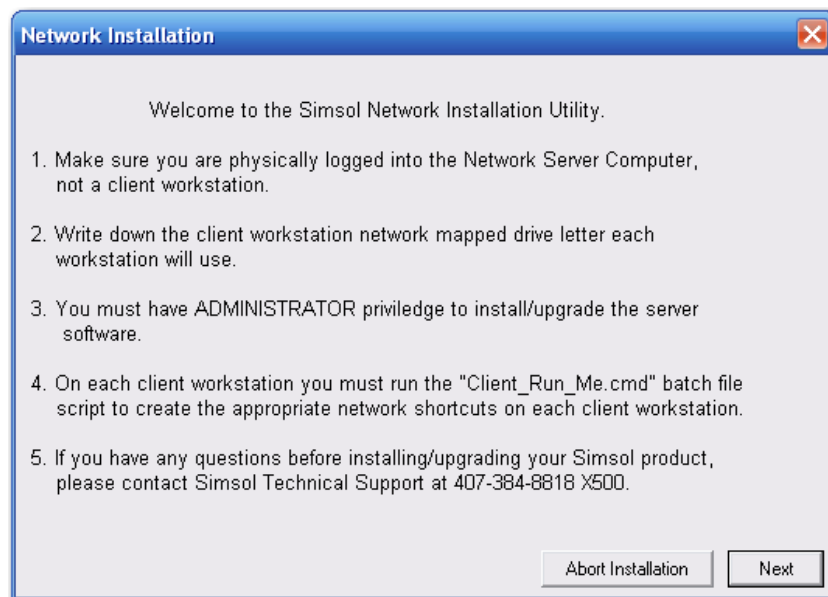 Network Installation
Welcome to the Simsol Network Installation Utility.
1. Make sure you are physically logged into the Network Server Computer,
not a client workstation.
2. Write down the client workstation network mapped drive letter each
workstation will use.
3. You must have ADMINISTRATOR priviledge to install/upgrade the server
software.
4. On each client workstation you must run the "Client_Run_Me.cmd" batch file
script to create the appropriate network shortcuts on each client workstation.
5. If you have any questions before installing/upgrading your Simsol product,
please contact Simsol Technical Support at 407-384-8818 X500.
Abort Installation
Next